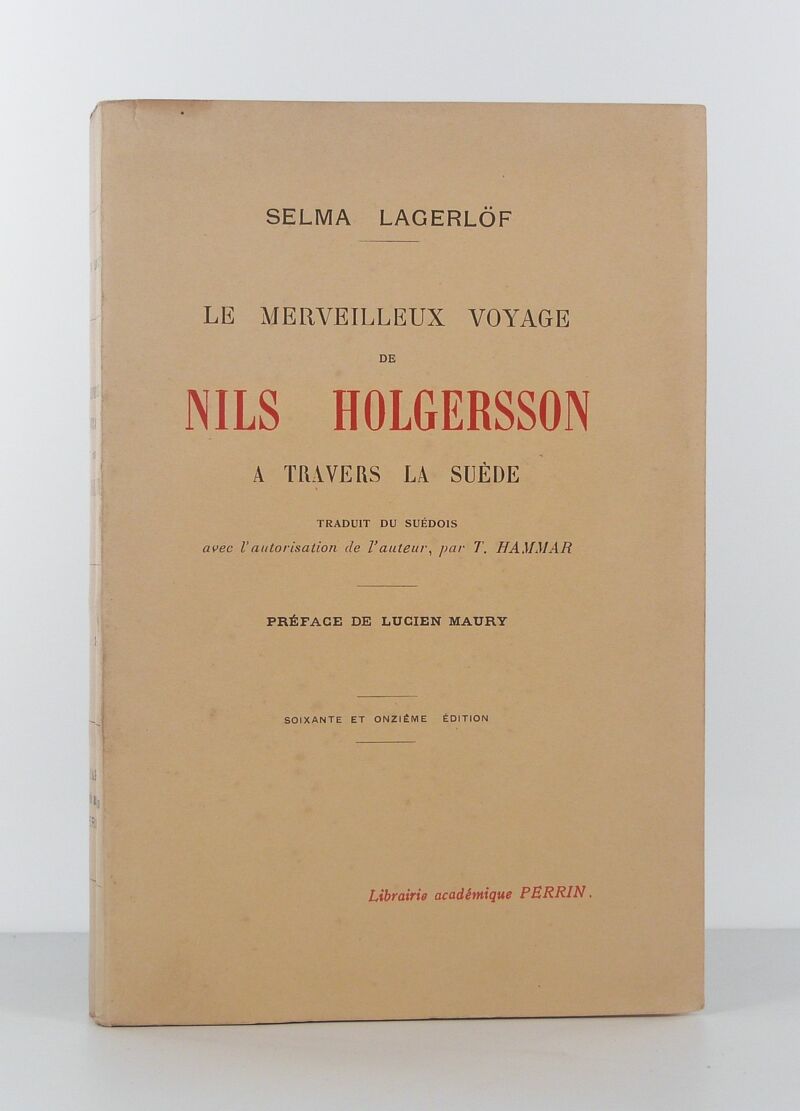 SELMA LAGERLÖF
LE MERVEILLEUX VOYAGE
DE
NILS HOLGERSSON
A TRAVERS LA SUÈDE
TRADUIT DU SUÉDOIS
avec l'autorisation de l'auteur, par T. HAMMAR
PRÉFACE DE LUCIEN MAURY
SOIXANTE ET ONZIÈME ÉDITION
Librairie académique PERRIN.